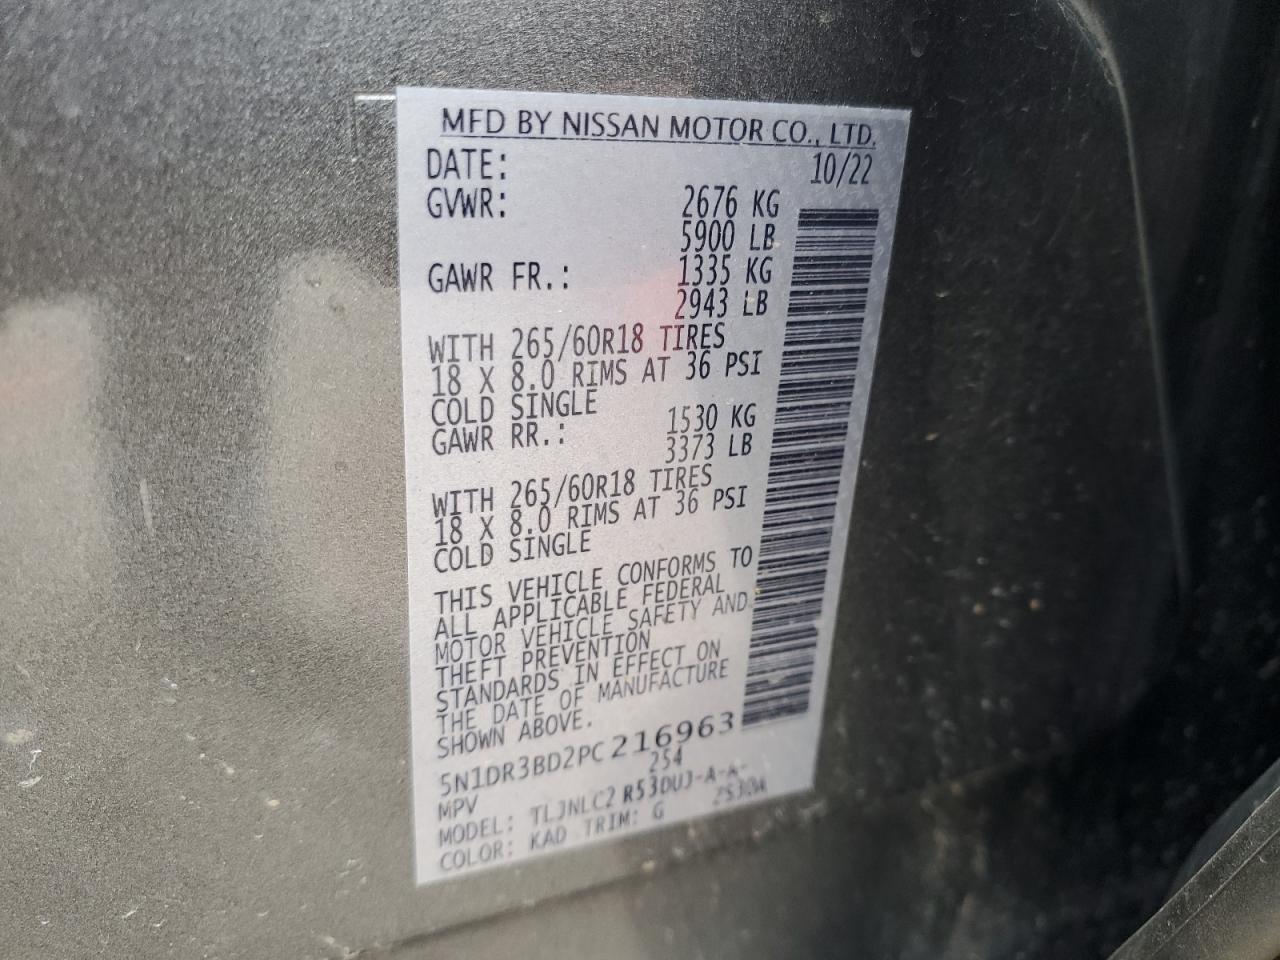 MFD BY NISSAN MOTOR CO., LTD.
DATE: 10/22
GVWR: 2676 KG
5900 LB
GAWR FR.: 1335 KG
2943 LB
WITH 265/60R18 TIRES
18 X 8.0 RIMS AT 36 PSI
COLD SINGLE
GAWR RR.: 1530 KG
3373 LB
WITH 265/60R18 TIRES
18 X 8.0 RIMS AT 36 PSI
COLD SINGLE
THIS VEHICLE CONFORMS TO
ALL APPLICABLE FEDERAL
MOTOR VEHICLE SAFETY AND
THEFT PREVENTION
STANDARDS IN EFFECT ON
THE DATE OF MANUFACTURE
SHOWN ABOVE.
5N1DR3BD2PC216963
MPV 254
MODEL: TLJNLC2 R53DUJ-A-A-
COLOR: KAD TRIM: G